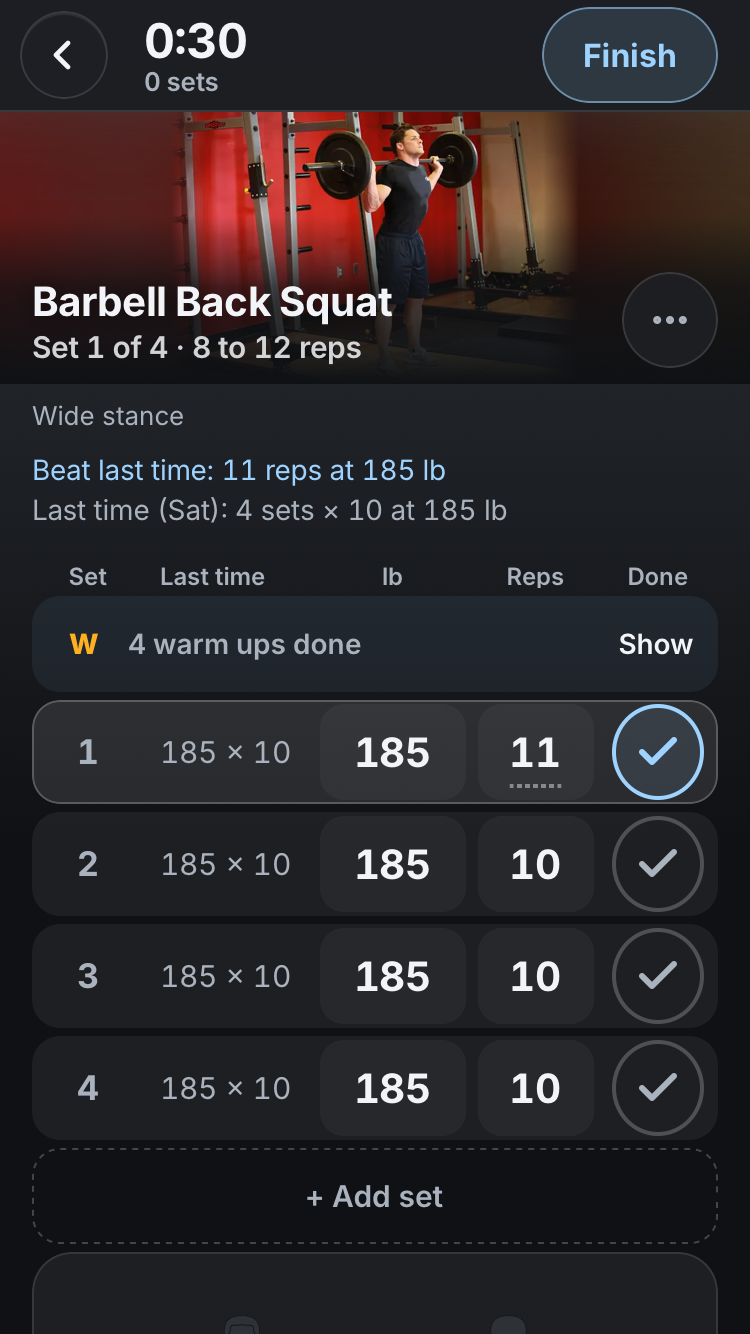 0:30
0 sets
Finish
Barbell Back Squat
Set 1 of 4 · 8 to 12 reps
Wide stance
Beat last time: 11 reps at 185 lb
Last time (Sat): 4 sets × 10 at 185 lb
Set Last time lb Reps Done
W 4 warm ups done Show
1 185 × 10 185 11
2 185 × 10 185 10
3 185 × 10 185 10
4 185 × 10 185 10
+ Add set